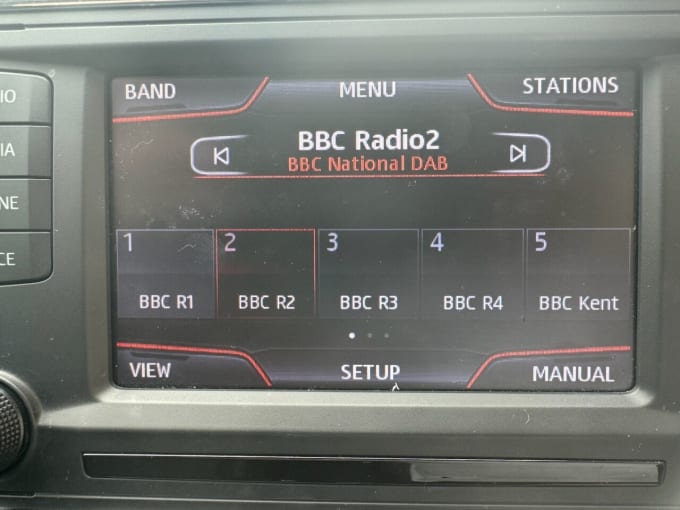 BAND MENU STATIONS
BBC Radio2
BBC National DAB
1 2 3 4 5
BBC R1 BBC R2 BBC R3 BBC R4 BBC Kent
VIEW SETUP MANUAL